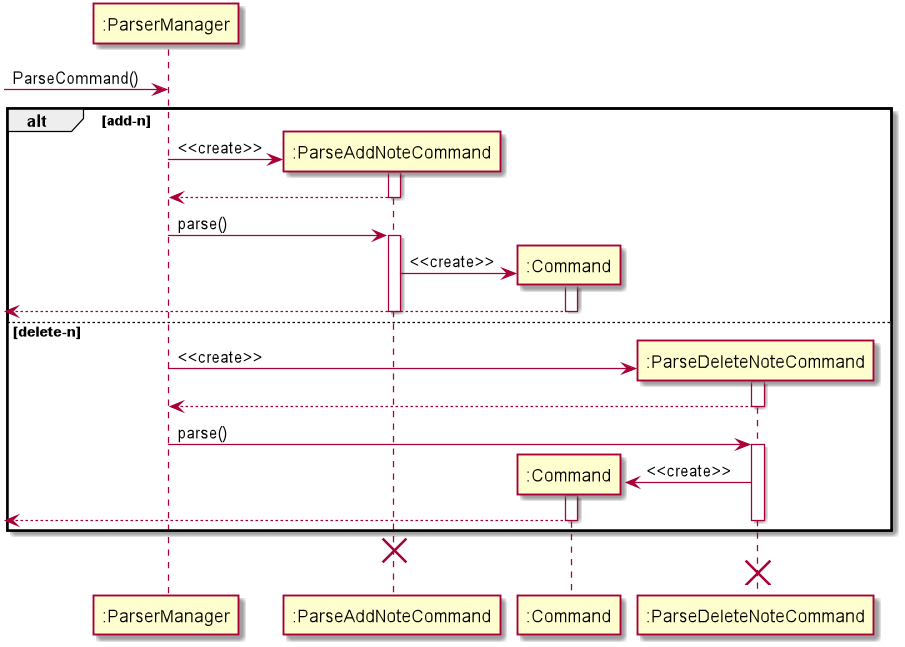 :ParserManager
ParseCommand()
alt [add-n]
<<create>>
:ParseAddNoteCommand
parse()
<<create>>
:Command
[delete-n]
<<create>>
:ParseDeleteNoteCommand
parse()
:Command
<<create>>
:ParserManager :ParseAddNoteCommand :Command :ParseDeleteNoteCommand